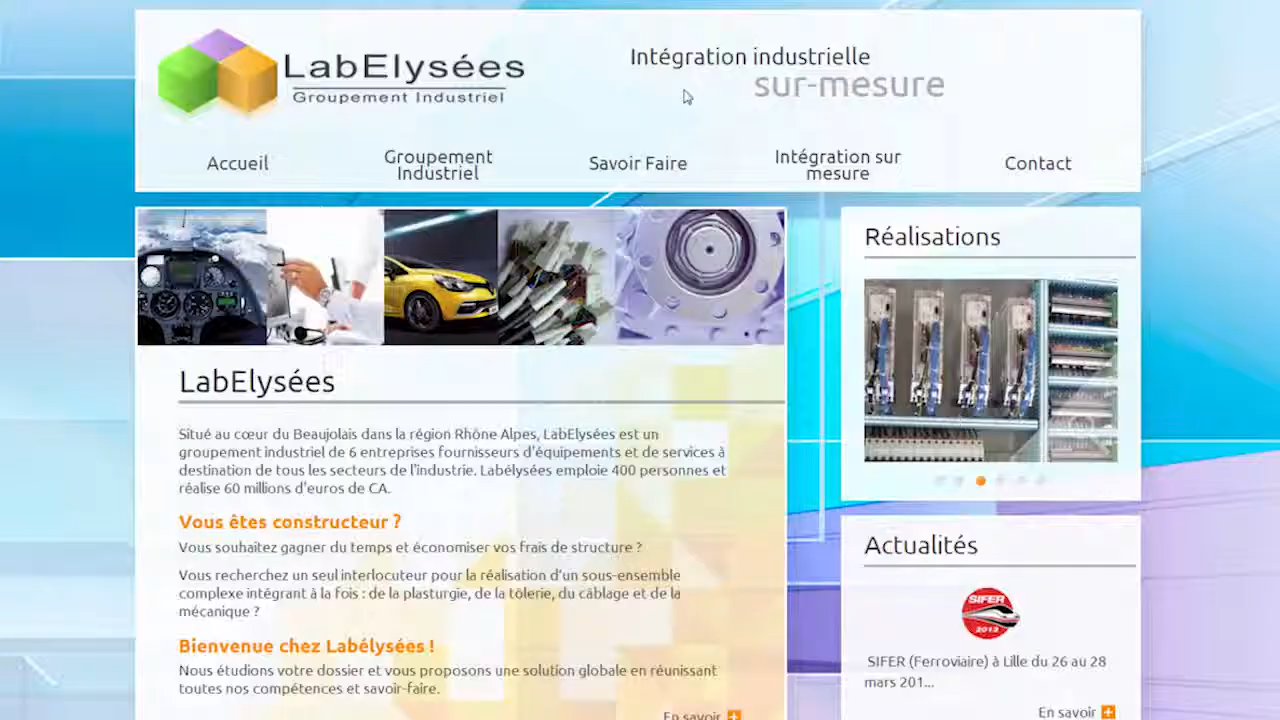 LabElysées
Groupement Industriel
Intégration industrielle
sur-mesure
Accueil
Groupement
Industriel
Savoir Faire
Intégration sur
mesure
Contact
LabElysées
Situé au cœur du Beaujolais dans la région Rhône Alpes, LabElysées est un
groupement industriel de 6 entreprises fournisseurs d'équipements et de services à
destination de tous les secteurs de l'industrie. Labélysées emploie 400 personnes et
réalise 60 millions d'euros de CA.
Vous êtes constructeur ?
Vous souhaitez gagner du temps et économiser vos frais de structure ?
Vous recherchez un seul interlocuteur pour la réalisation d'un sous-ensemble
complexe intégrant à la fois : de la plasturgie, de la tôlerie, du câblage et de la
mécanique ?
Bienvenue chez Labélysées !
Nous étudions votre dossier et vous proposons une solution globale en réunissant
toutes nos compétences et savoir-faire.
En savoir
Réalisations
Actualités
SIFER
2013
SIFER (Ferroviaire) à Lille du 26 au 28
mars 201...
En savoir